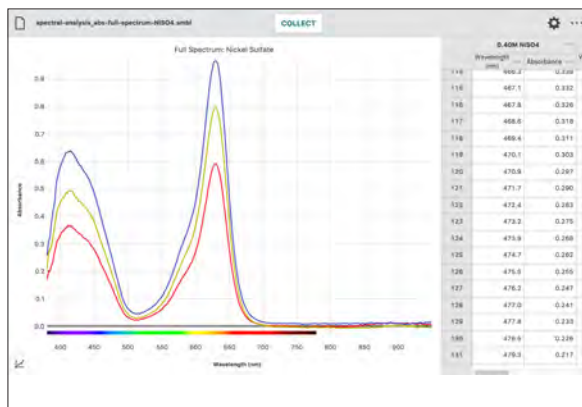 spectral-analysis_abs-full-spectrum-NiSO4.smbl
COLLECT
Full Spectrum: Nickel Sulfate
0.40M NiSO4
Wavelength (nm)
Absorbance
Absorbance
Wavelength (nm)
0.9
0.8
0.7
0.6
0.5
0.4
0.3
0.2
0.1
0.0
400
450
500
550
600
650
700
750
800
850
900
115 467.1 0.332
116 467.8 0.326
117 468.6 0.319
118 469.4 0.311
119 470.1 0.303
120 470.9 0.297
121 471.7 0.290
122 472.4 0.283
123 473.2 0.275
124 473.9 0.268
125 474.7 0.262
126 475.5 0.255
127 476.2 0.247
128 477.0 0.241
129 477.8 0.233
130 478.5 0.226
131 479.3 0.217